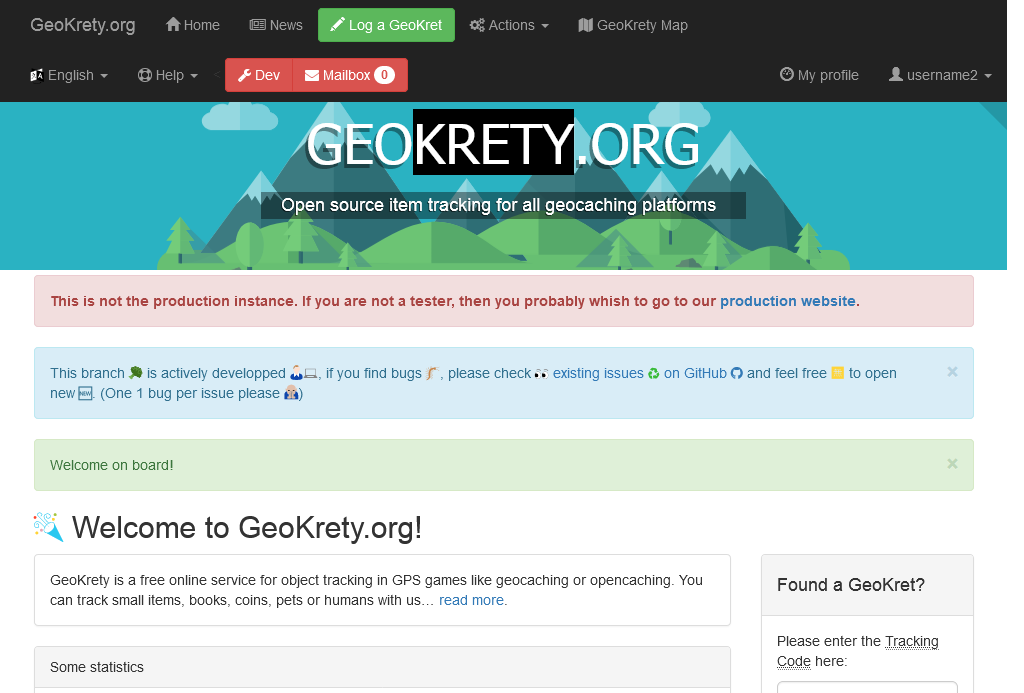 GeoKrety.org Home News Log a GeoKret Actions GeoKrety Map
English Help < Dev Mailbox 0 My profile username2
GEOKRETY.ORG
Open source item tracking for all geocaching platforms
This is not the production instance. If you are not a tester, then you probably whish to go to our production website.
This branch 🥦 is actively developped 👨‍💻, if you find bugs 🐛, please check 👀 existing issues ♻ on GitHub and feel free 🟨 to open
new 🆕. (One 1 bug per issue please 🙏) ×
Welcome on board! ×
🎉 Welcome to GeoKrety.org!
GeoKrety is a free online service for object tracking in GPS games like geocaching or opencaching. You
can track small items, books, coins, pets or humans with us… read more.
Some statistics
Found a GeoKret?
Please enter the Tracking
Code here: